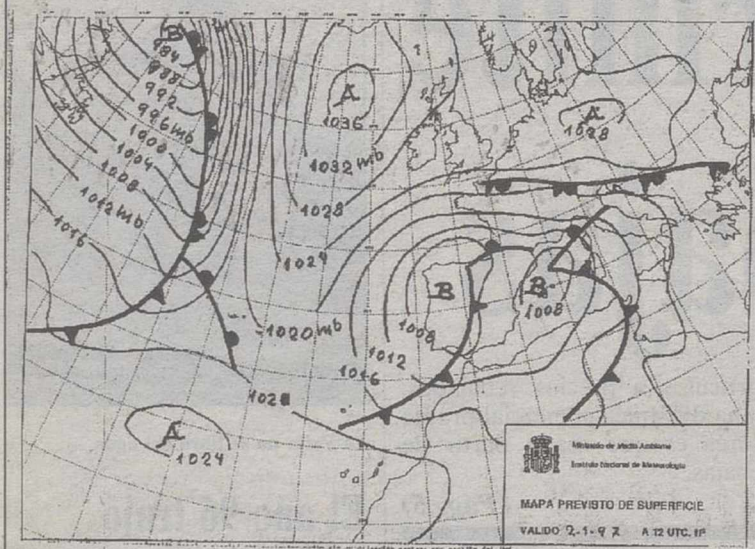 B
984
988
992
996 mb
1000
1004
1008
1012 mb
1016
A
1036
1032 mb
1028
1024
A
1028
B
1008
B
1008
1020 mb
1012
1016
A
1024
Ministerio de Medio Ambiente
Instituto Nacional de Meteorología
MAPA PREVISTO DE SUPERFICIE
VALIDO 2-1-97 A 12 UTC.